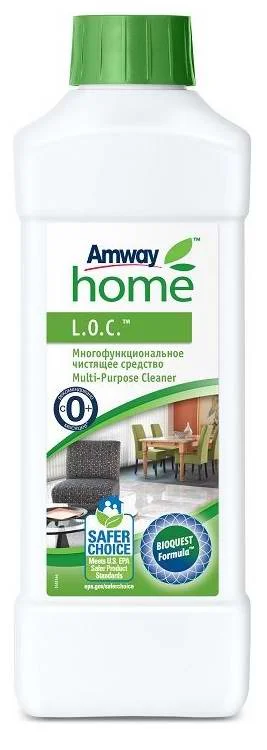 Amway
home™
L.O.C.™
Многофункциональное
чистящее средство
Multi-Purpose Cleaner
с 0+
SAFER
CHOICE
Meets U.S. EPA
Safer Product
Standards
epa.gov/saferchoice
BIOQUEST
Formula™